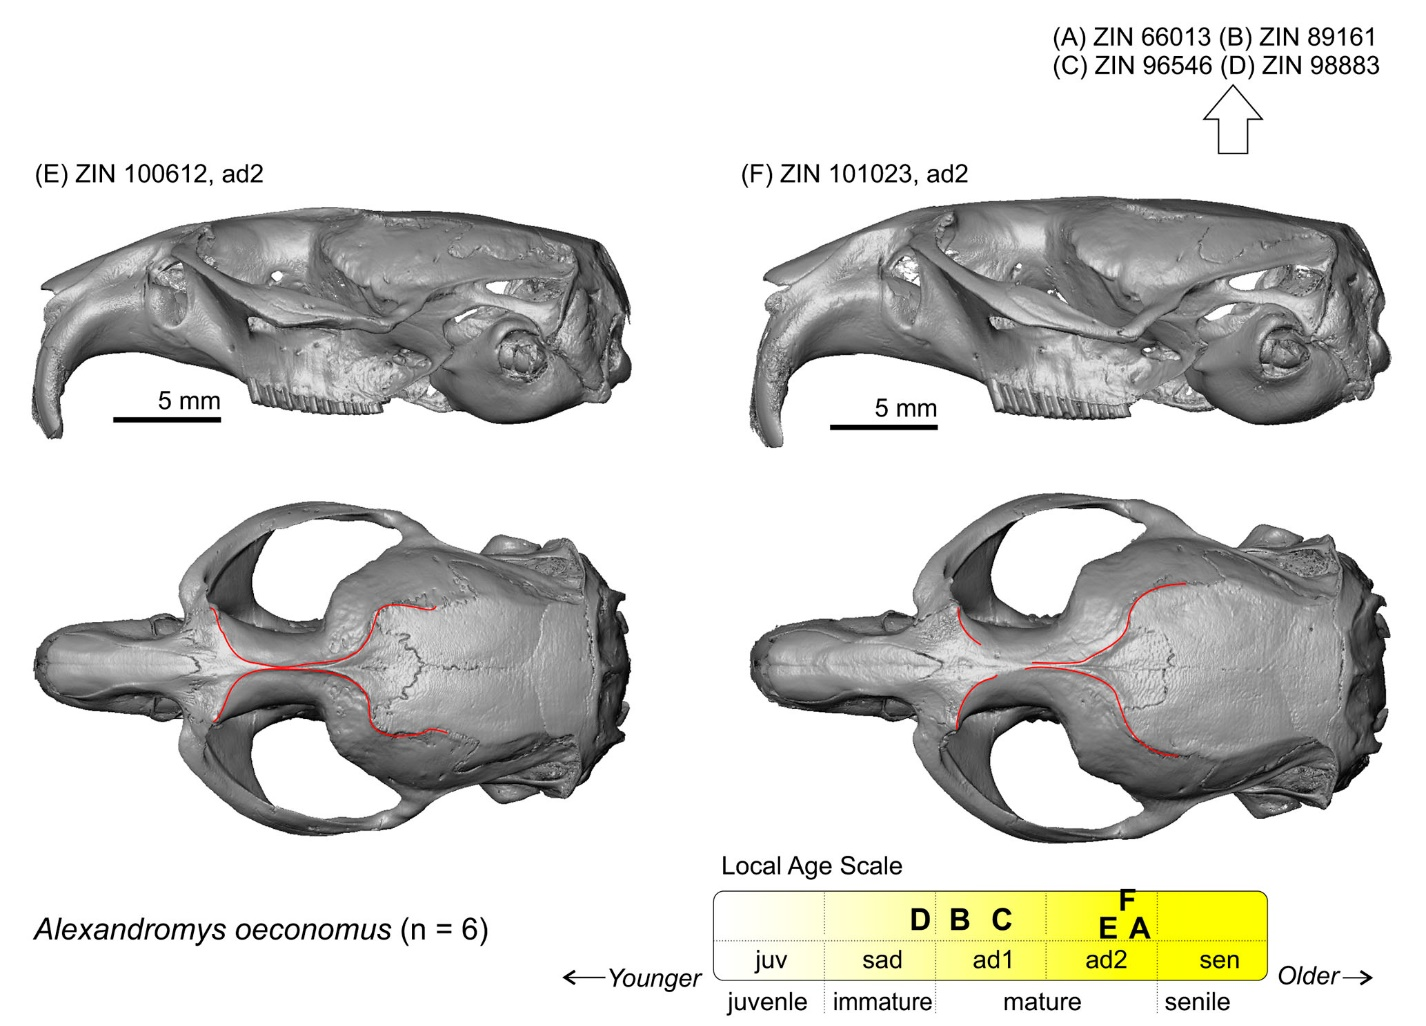 (A) ZIN 66013 (B) ZIN 89161
(C) ZIN 96546 (D) ZIN 98883
(E) ZIN 100612, ad2
(F) ZIN 101023, ad2
5 mm
5 mm
Local Age Scale
Alexandromys oeconomus (n = 6)
D B C E F A
juv sad ad1 ad2 sen
←Younger
Older→
juvenle immature mature senile